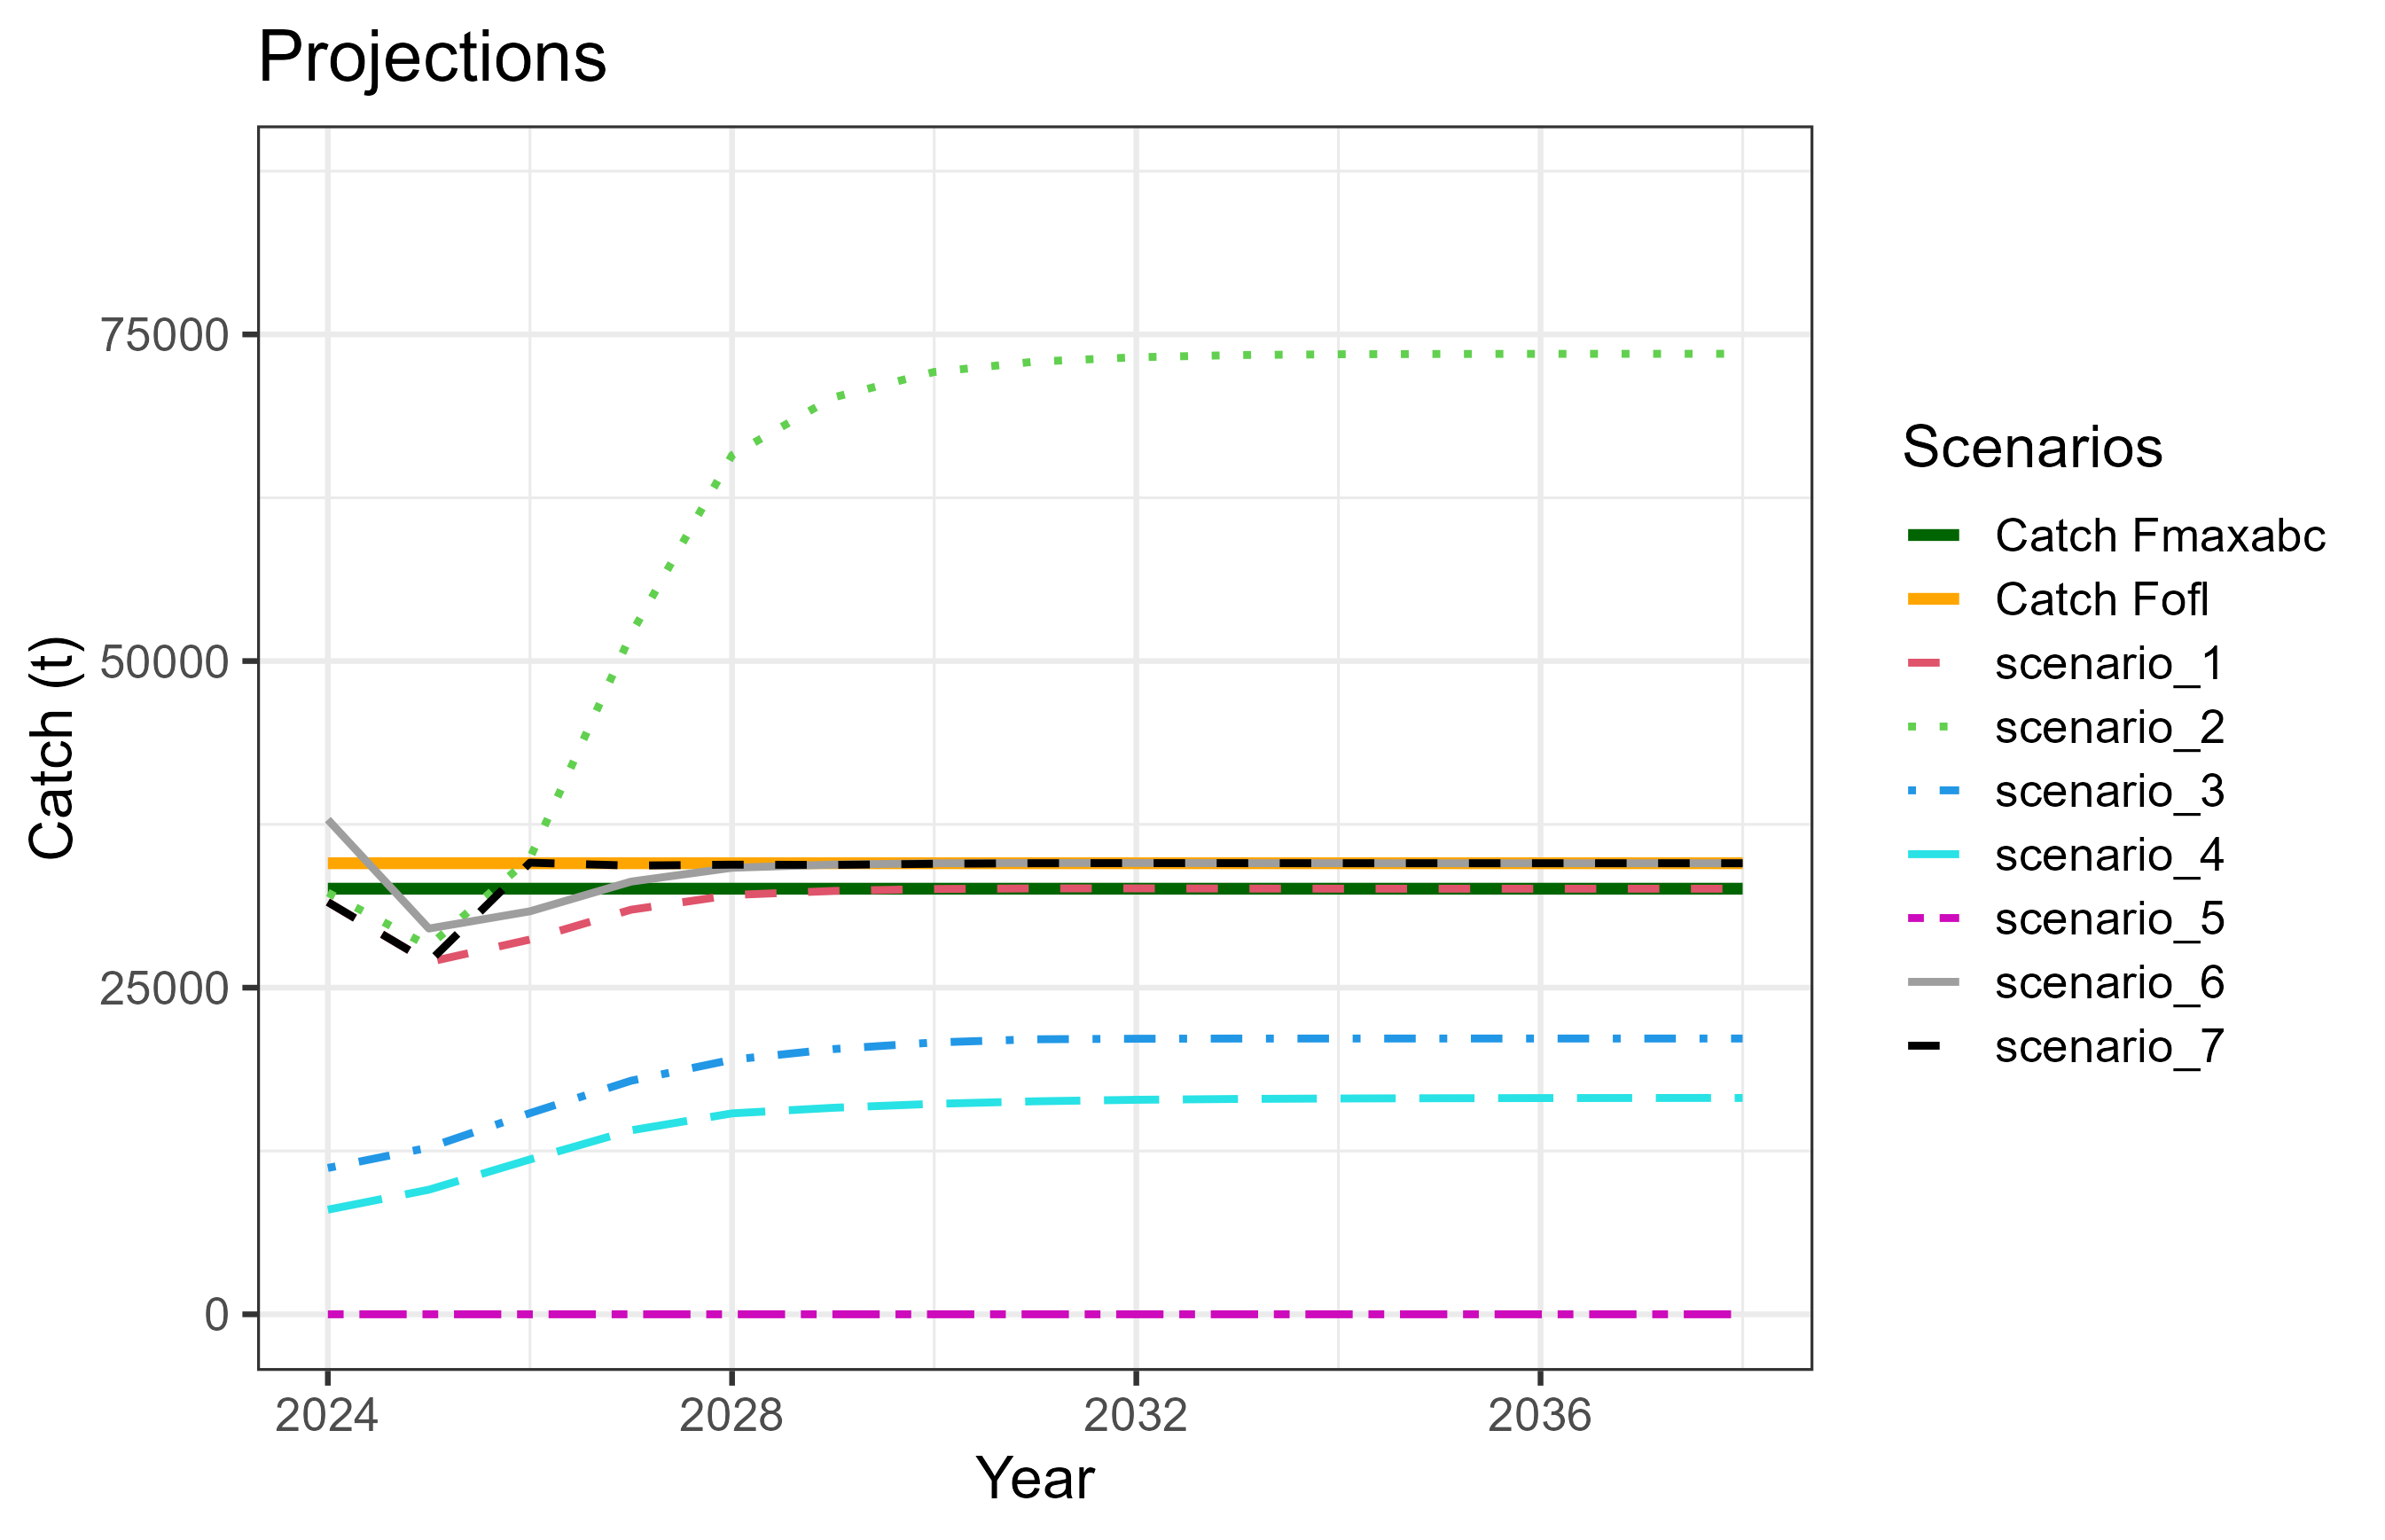 Projections
Catch (t)
75000
50000
25000
0
2024
2028
2032
2036
Year
Scenarios
Catch Fmaxabc
Catch Fofl
scenario_1
scenario_2
scenario_3
scenario_4
scenario_5
scenario_6
scenario_7